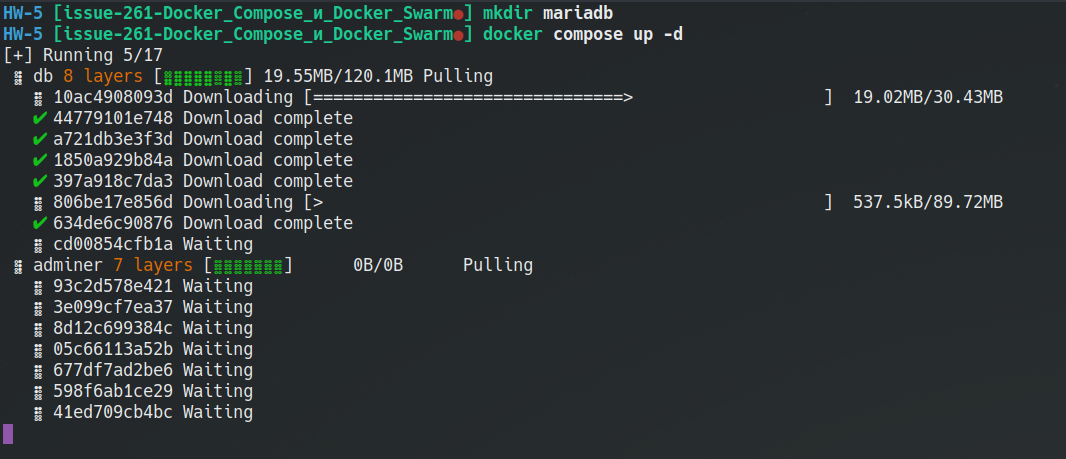 HW-5 [issue-261-Docker_Compose_и_Docker_Swarm●] mkdir mariadb
HW-5 [issue-261-Docker_Compose_и_Docker_Swarm●] docker compose up -d
[+] Running 5/17
⣿ db 8 layers [⣿⣿⣿⣿⣿⣿⣿⣿] 19.55MB/120.1MB Pulling
⣿ 10ac4908093d Downloading [===============================> ] 19.02MB/30.43MB
✔ 44779101e748 Download complete
✔ a721db3e3f3d Download complete
✔ 1850a929b84a Download complete
✔ 397a918c7da3 Download complete
⣿ 806be17e856d Downloading [> ] 537.5kB/89.72MB
✔ 634de6c90876 Download complete
⣿ cd00854cfb1a Waiting
⣿ adminer 7 layers [⣿⣿⣿⣿⣿⣿⣿] 0B/0B Pulling
⣿ 93c2d578e421 Waiting
⣿ 3e099cf7ea37 Waiting
⣿ 8d12c699384c Waiting
⣿ 05c66113a52b Waiting
⣿ 677df7ad2be6 Waiting
⣿ 598f6ab1ce29 Waiting
⣿ 41ed709cb4bc Waiting